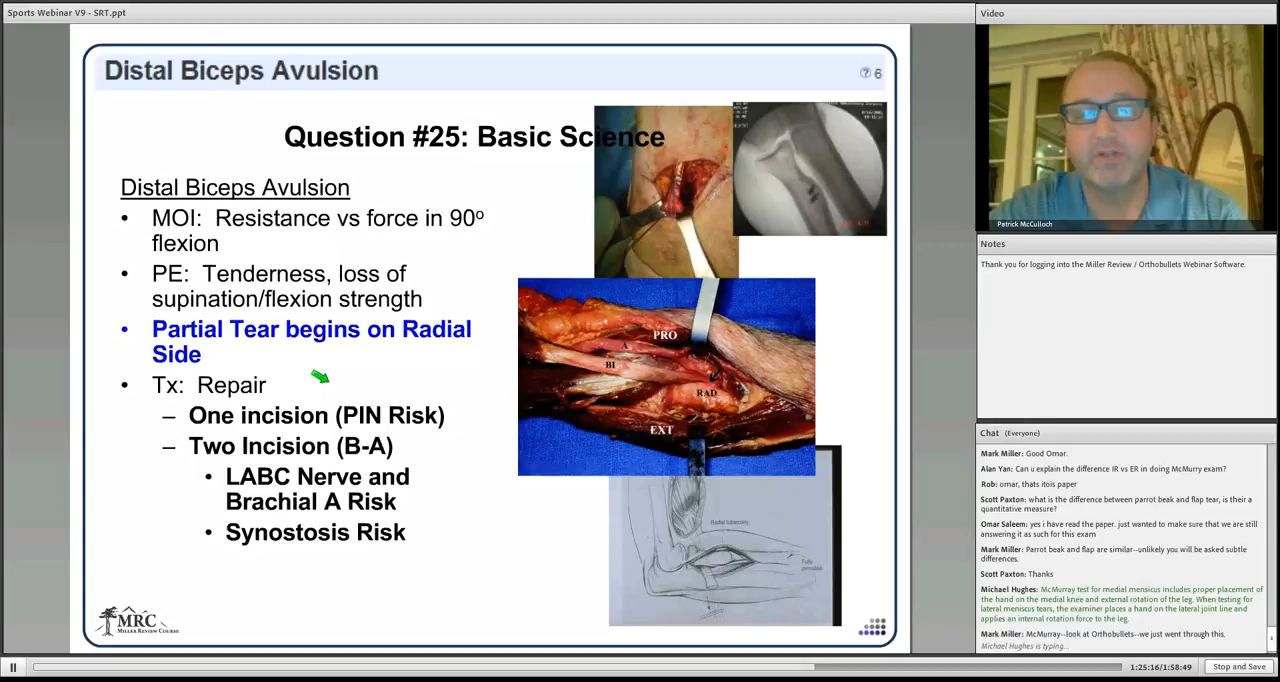 Sports Webinar V9 - SRT.ppt
Distal Biceps Avulsion
6
Question #25: Basic Science
Distal Biceps Avulsion
• MOI: Resistance vs force in 90º
flexion
• PE: Tenderness, loss of
supination/flexion strength
• Partial Tear begins on Radial
Side
• Tx: Repair
– One incision (PIN Risk)
– Two Incision (B-A)
• LABC Nerve and
Brachial A Risk
• Synostosis Risk
PRO
A
BI
RAD
EXT
Radial tuberosity
Fully
pronated
MRC
MILLER REVIEW COURSE
Video
Patrick McCulloch
Notes
Thank you for logging into the Miller Review / Orthobullets Webinar Software.
Chat (Everyone)
Mark Miller: Good Omar.
Alan Yan: Can u explain the difference IR vs ER in doing McMurry exam?
Rob: omar, thats itois paper
Scott Paxton: what is the difference between parrot beak and flap tear, is their a
quantitative measure?
Omar Saleem: yes i have read the paper. just wanted to make sure that we are still
answering it as such for this exam
Mark Miller: Parrot beak and flap are similar--unlikely you will be asked subtle
differences.
Scott Paxton: Thanks
Michael Hughes: McMurray test for medial mensicus includes proper placement of
the hand on the medial knee and external rotation of the leg. When testing for
lateral meniscus tears, the examiner places a hand on the lateral joint line and
applies an internal rotation force to the leg.
Mark Miller: McMurray--look at Orthobullets--we just went through this.
Michael Hughes is typing...
1:25:16/1:58:49
Stop and Save